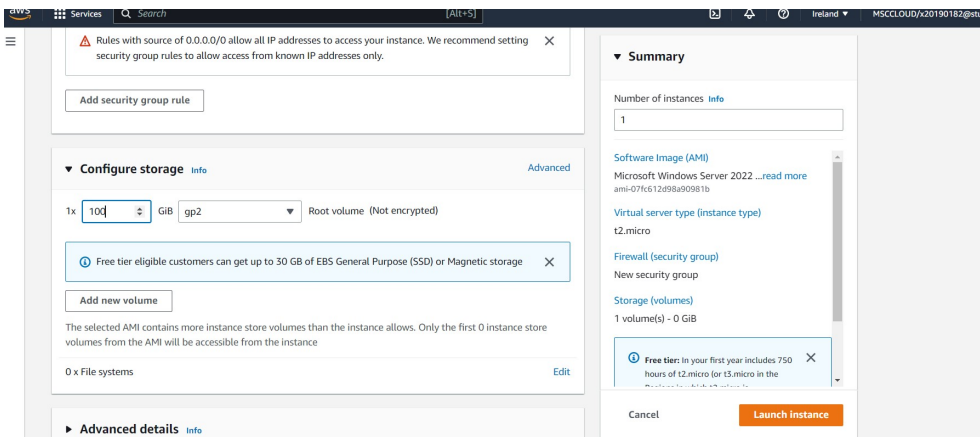 aws
Services
Search
[Alt+S]
Ireland
MSCCLOUD/x20190182@stu
Rules with source of 0.0.0.0/0 allow all IP addresses to access your instance. We recommend setting
security group rules to allow access from known IP addresses only.
Add security group rule
Configure storage Info
Advanced
1x 100 GiB gp2 Root volume (Not encrypted)
Free tier eligible customers can get up to 30 GB of EBS General Purpose (SSD) or Magnetic storage
Add new volume
The selected AMI contains more instance store volumes than the instance allows. Only the first 0 instance store
volumes from the AMI will be accessible from the instance
0 x File systems
Edit
Advanced details Info
Summary
Number of instances Info
1
Software Image (AMI)
Microsoft Windows Server 2022 ...read more
ami-07fc612d98a90981b
Virtual server type (instance type)
t2.micro
Firewall (security group)
New security group
Storage (volumes)
1 volume(s) - 0 GiB
Free tier: In your first year includes 750
hours of t2.micro (or t3.micro in the
Cancel
Launch instance